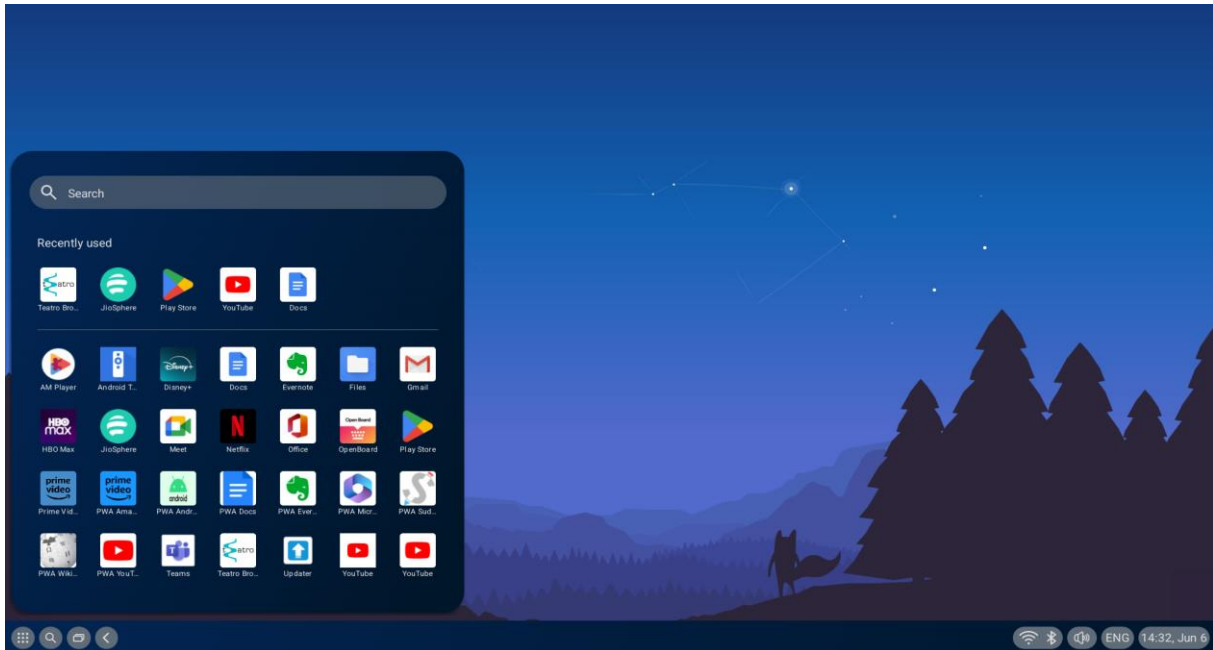 Search
Recently used
Teatro Bro... JioSphere Play Store YouTube Docs
AM Player Android T... Disney+ Docs Evernote Files Gmail
HBO Max JioSphere Meet Netflix Office OpenBoard Play Store
Prime Vid... PWA Ama... PWA Andr... PWA Docs PWA Ever... PWA Micr... PWA Sud...
PWA Wiki... PWA YouT... Teams Teatro Bro... Updater YouTube YouTube
ENG 14:32, Jun 6